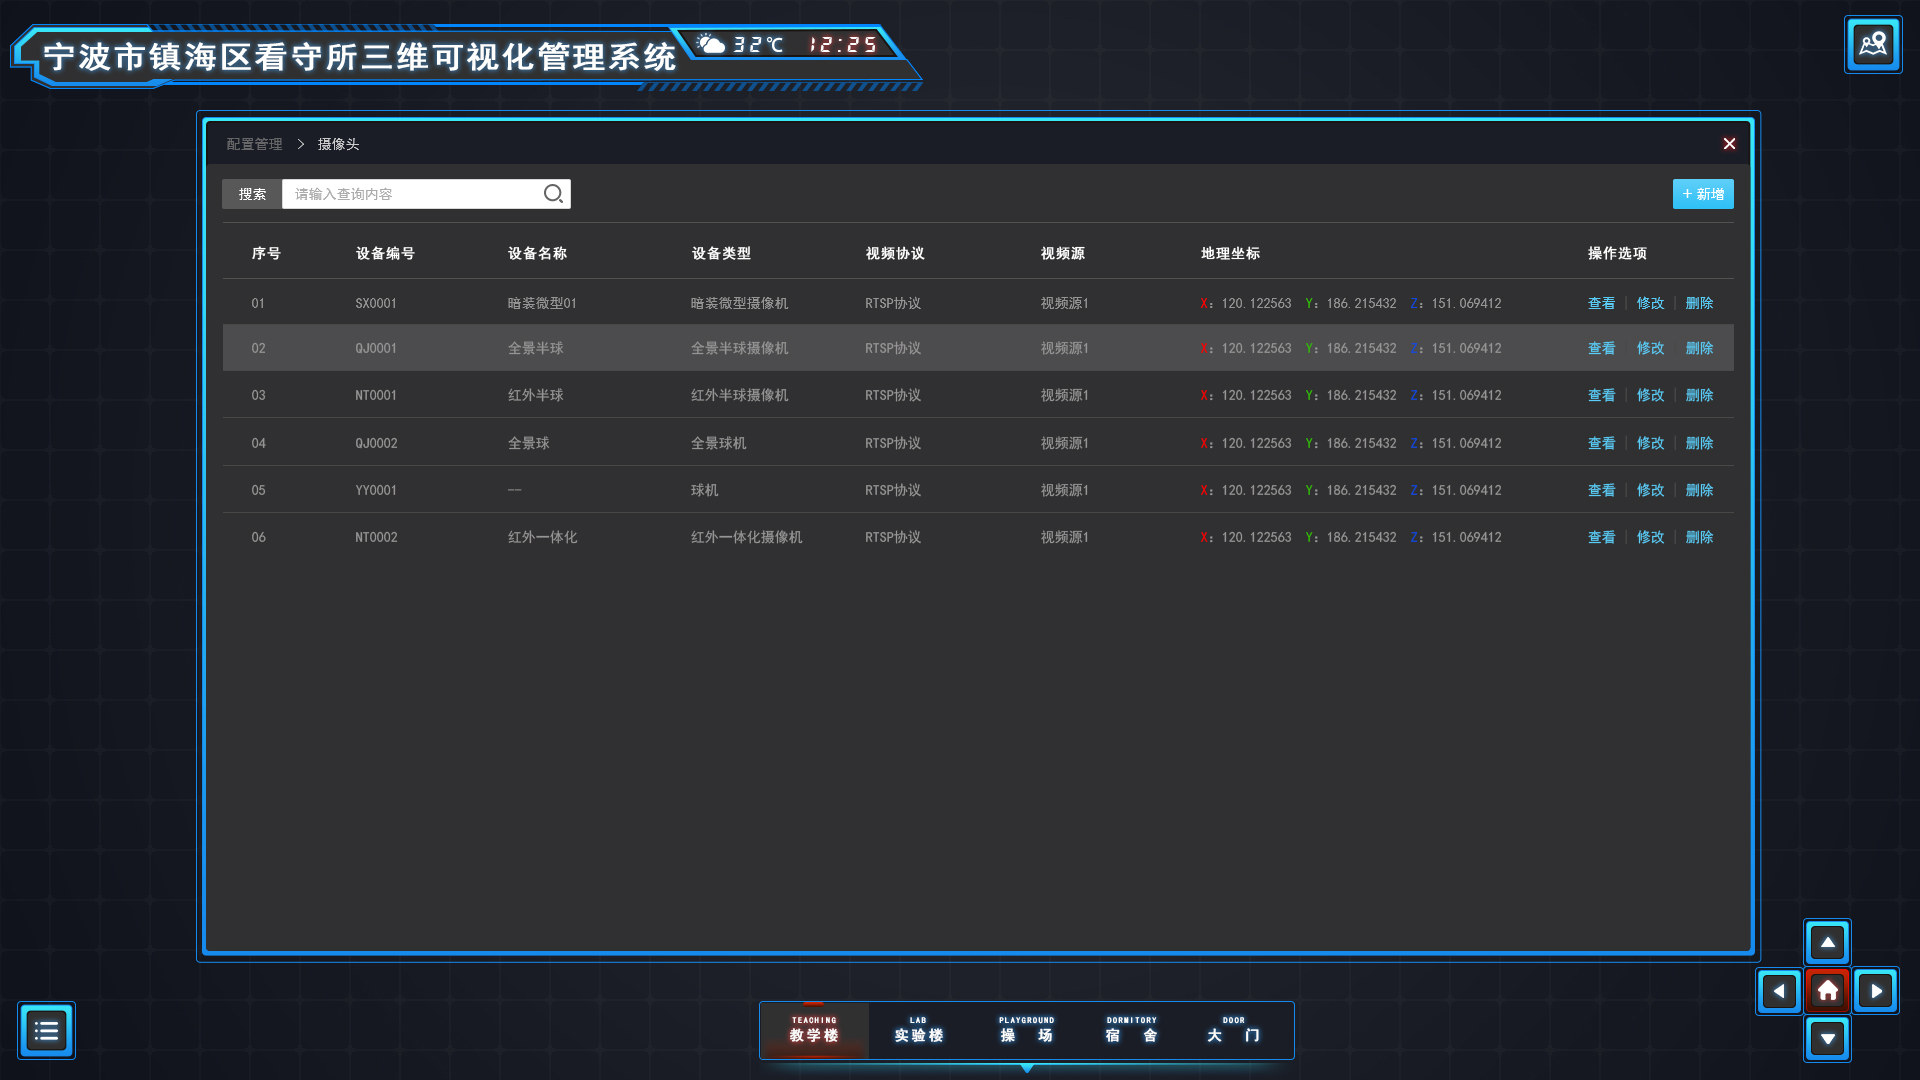 宁波市镇海区看守所三维可视化管理系统 32℃ 12:25
配置管理 > 摄像头
搜索 请输入查询内容 + 新增
序号 设备编号 设备名称 设备类型 视频协议 视频源 地理坐标 操作选项
01 SX0001 暗装微型01 暗装微型摄像机 RTSP协议 视频源1 X: 120.122563 Y: 186.215432 Z: 151.069412 查看 | 修改 | 删除
02 QJ0001 全景半球 全景半球摄像机 RTSP协议 视频源1 X: 120.122563 Y: 186.215432 Z: 151.069412 查看 修改 删除
03 NT0001 红外半球 红外半球摄像机 RTSP协议 视频源1 X: 120.122563 Y: 186.215432 Z: 151.069412 查看 | 修改 | 删除
04 QJ0002 全景球 全景球机 RTSP协议 视频源1 X: 120.122563 Y: 186.215432 Z: 151.069412 查看 | 修改 | 删除
05 YY0001 -- 球机 RTSP协议 视频源1 X: 120.122563 Y: 186.215432 Z: 151.069412 查看 | 修改 | 删除
06 NT0002 红外一体化 红外一体化摄像机 RTSP协议 视频源1 X: 120.122563 Y: 186.215432 Z: 151.069412 查看 | 修改 | 删除
TEACHING LAB PLAYGROUND DORMITORY DOOR
教学楼 实验楼 操场 宿舍 大门